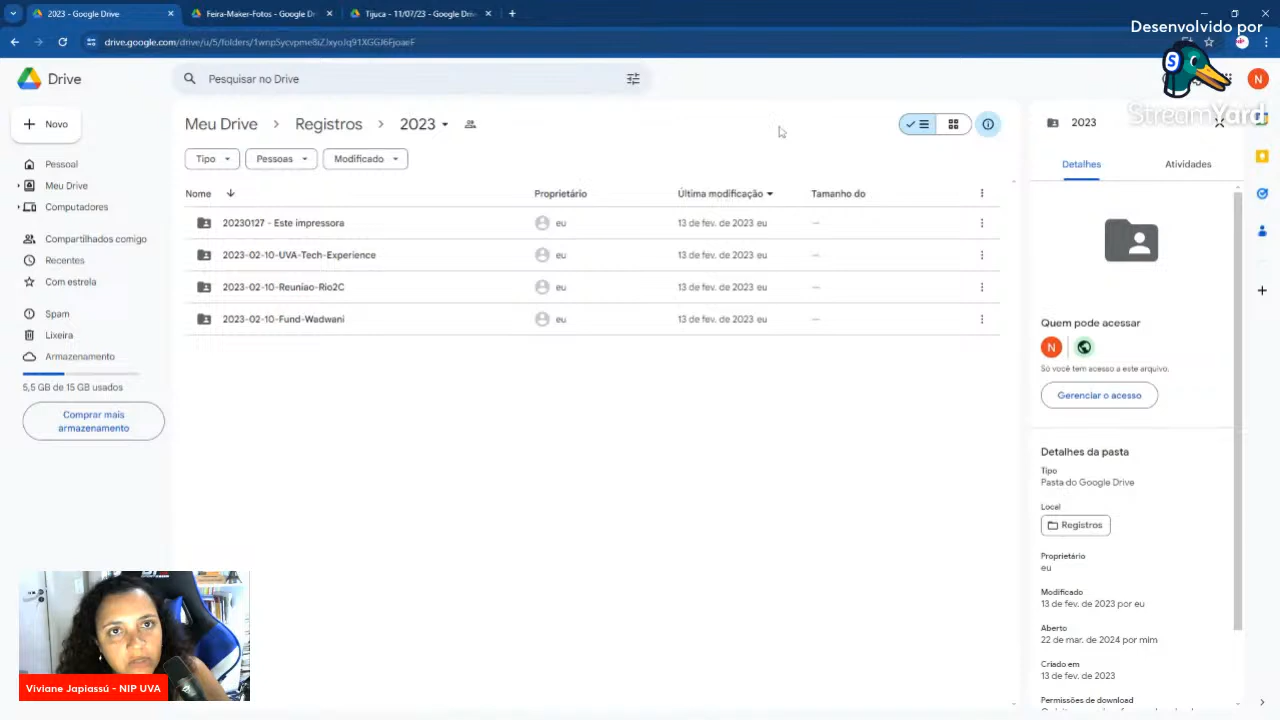 2023 - Google Drive
Feira-Maker-Fotos - Google D
Tijuca - 11/07/23 - Google Driv
Desenvolvido por
StreamYard
Drive
Pesquisar no Drive
N
Novo
Meu Drive
Registros
2023
2023
Tipo
Pessoas
Modificado
Detalhes
Atividades
Pessoal
Meu Drive
Computadores
Compartilhados comigo
Recentes
Com estrela
Spam
Lixeira
Armazenamento
5,5 GB de 15 GB usados
Comprar mais
armazenamento
Nome
Proprietário
Última modificação
Tamanho do
20230127 - Este impressora
eu
13 de fev. de 2023 eu
—
2023-02-10-UVA-Tech-Experience
eu
13 de fev. de 2023 eu
—
2023-02-10-Reuniao-Rio2C
eu
13 de fev. de 2023 eu
—
2023-02-10-Fund-Wadwani
eu
13 de fev. de 2023 eu
—
Quem pode acessar
N
Só você tem acesso a este arquivo.
Gerenciar o acesso
Detalhes da pasta
Tipo
Pasta do Google Drive
Local
Registros
Proprietário
eu
Modificado
13 de fev. de 2023 por eu
Aberto
22 de mar. de 2024 por mim
Criado em
13 de fev. de 2023
Permissões de download
Viviane Japiassú - NIP UVA